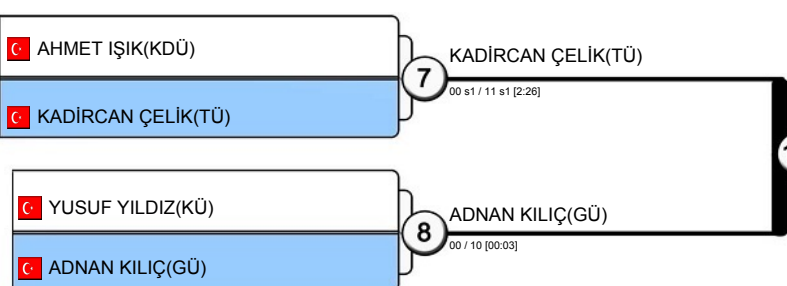 AHMET IŞIK(KDÜ)
KADİRCAN ÇELİK(TÜ)
7
KADİRCAN ÇELİK(TÜ)
00 s1 / 11 s1 [2:26]
YUSUF YILDIZ(KÜ)
ADNAN KILIÇ(GÜ)
8
ADNAN KILIÇ(GÜ)
00 / 10 [00:03]